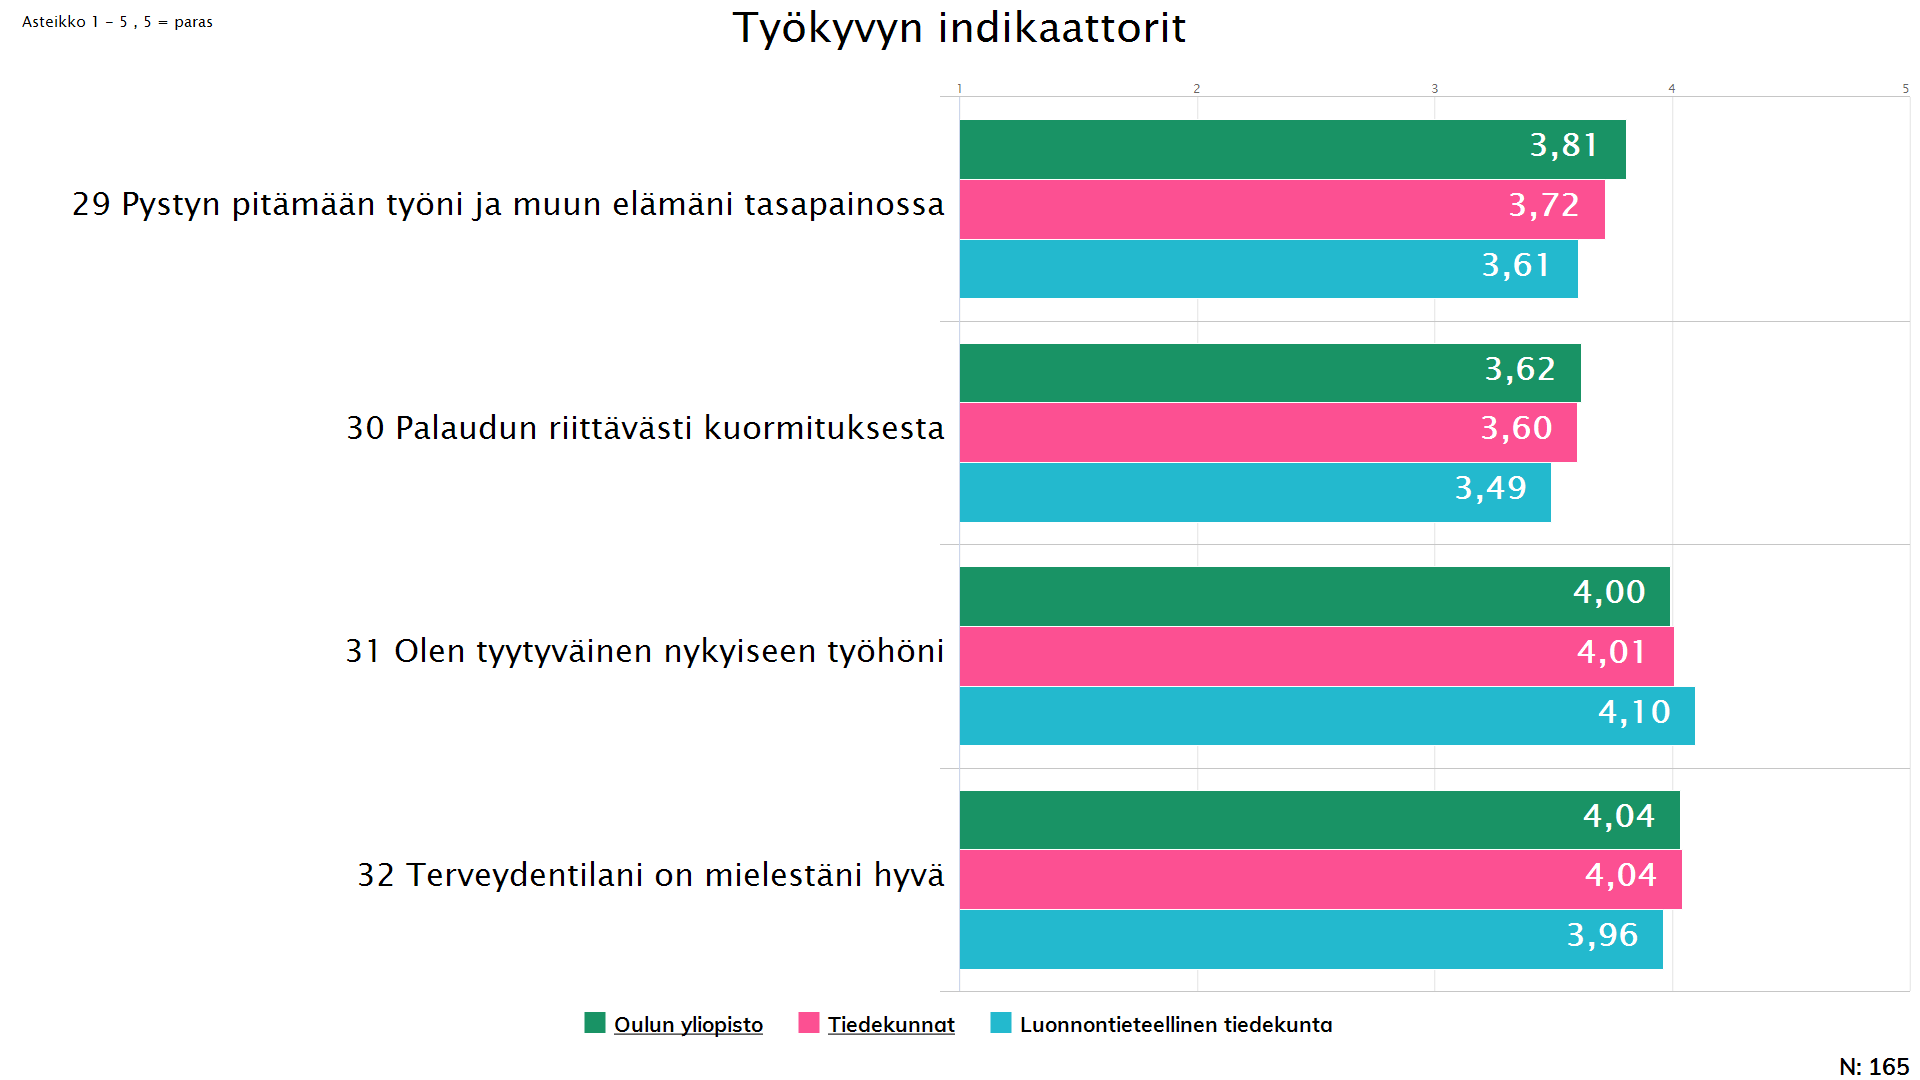 Asteikko 1 - 5 , 5 = paras
Työkyvyn indikaattorit
1 2 3 4 5
29 Pystyn pitämään työni ja muun elämäni tasapainossa
3,81
3,72
3,61
30 Palaudun riittävästi kuormituksesta
3,62
3,60
3,49
31 Olen tyytyväinen nykyiseen työhöni
4,00
4,01
4,10
32 Terveydentilani on mielestäni hyvä
4,04
4,04
3,96
Oulun yliopisto Tiedekunnat Luonnontieteellinen tiedekunta
N: 165